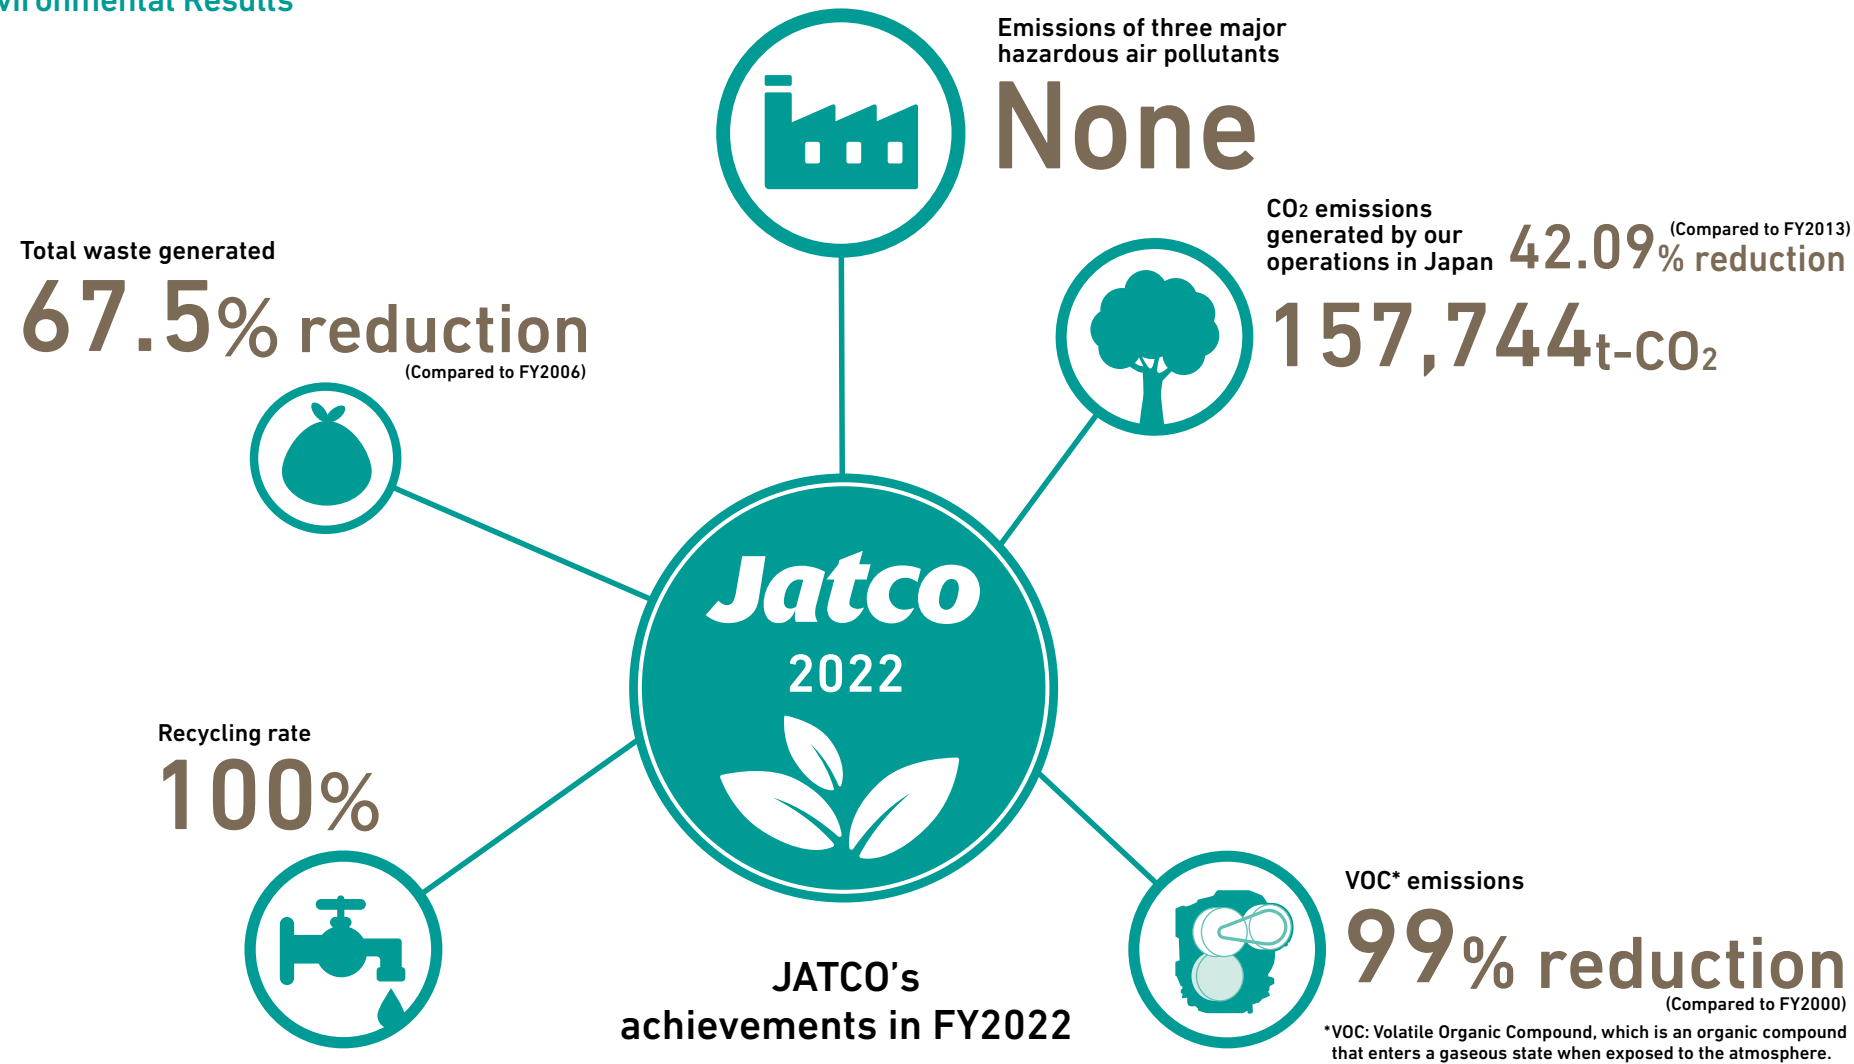 Environmental Results
Emissions of three major
hazardous air pollutants
None
CO2 emissions
generated by our
operations in Japan
(Compared to FY2013)
42.09% reduction
157,744t-CO2
Total waste generated
67.5% reduction
(Compared to FY2006)
Jatco
2022
Recycling rate
100%
VOC* emissions
99% reduction
(Compared to FY2000)
*VOC: Volatile Organic Compound, which is an organic compound
that enters a gaseous state when exposed to the atmosphere.
JATCO's
achievements in FY2022